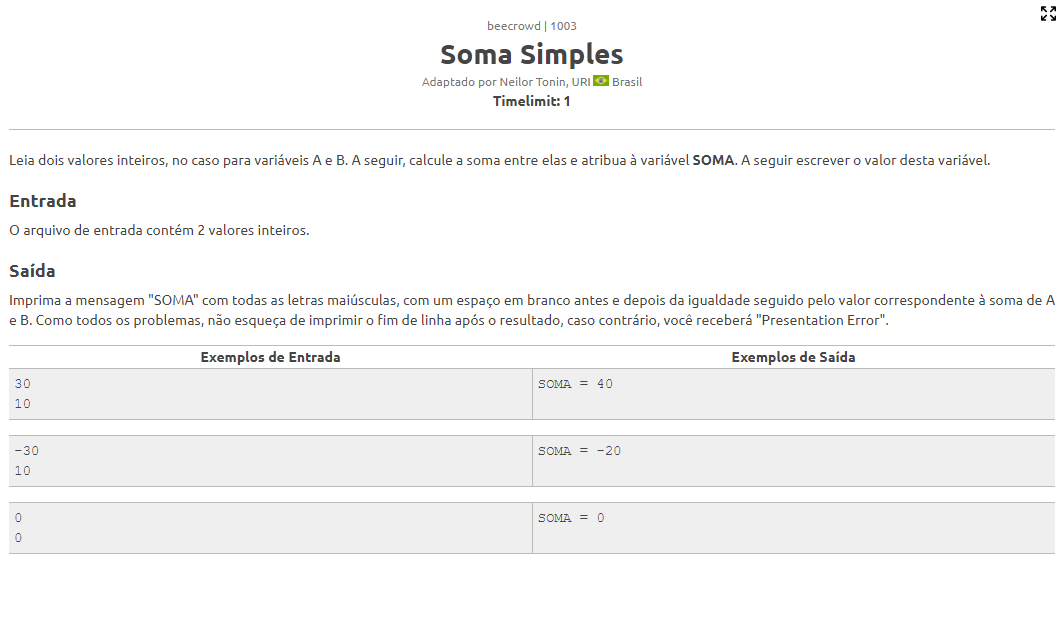 beecrowd | 1003
Soma Simples
Adaptado por Neilor Tonin, URI Brasil
Timelimit: 1
Leia dois valores inteiros, no caso para variáveis A e B. A seguir, calcule a soma entre elas e atribua à variável SOMA. A seguir escrever o valor desta variável.
Entrada
O arquivo de entrada contém 2 valores inteiros.
Saída
Imprima a mensagem "SOMA" com todas as letras maiúsculas, com um espaço em branco antes e depois da igualdade seguido pelo valor correspondente à soma de A
e B. Como todos os problemas, não esqueça de imprimir o fim de linha após o resultado, caso contrário, você receberá "Presentation Error".
Exemplos de Entrada Exemplos de Saída
30 SOMA = 40
10
-30 SOMA = -20
10
0 SOMA = 0
0